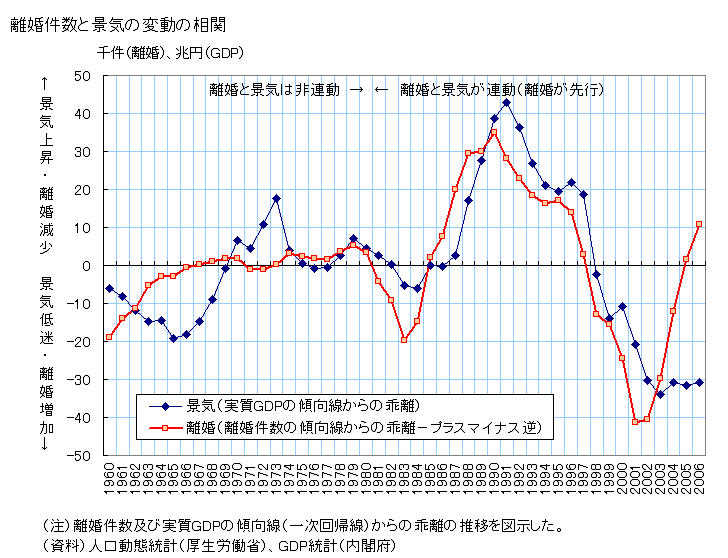 離婚件数と景気の変動の相関
千件(離婚)、兆円(GDP)
↑景気上昇・離婚減少
景気低迷・離婚増加↓
離婚と景気は非連動 → ← 離婚と景気が連動(離婚が先行)
50
40
30
20
10
0
-10
-20
-30
-40
-50
景気(実質GDPの傾向線からの乖離)
離婚(離婚件数の傾向線からの乖離-プラスマイナス逆)
1960 1961 1962 1963 1964 1965 1966 1967 1968 1969 1970 1971 1972 1973 1974 1975 1976 1977 1978 1979 1980 1981 1982 1983 1984 1985 1986 1987 1988 1989 1990 1991 1992 1993 1994 1995 1996 1997 1998 1999 2000 2001 2002 2003 2004 2005 2006
(注)離婚件数及び実質GDPの傾向線(一次回帰線)からの乖離の推移を図示した。
(資料)人口動態統計(厚生労働省)、GDP統計(内閣府)